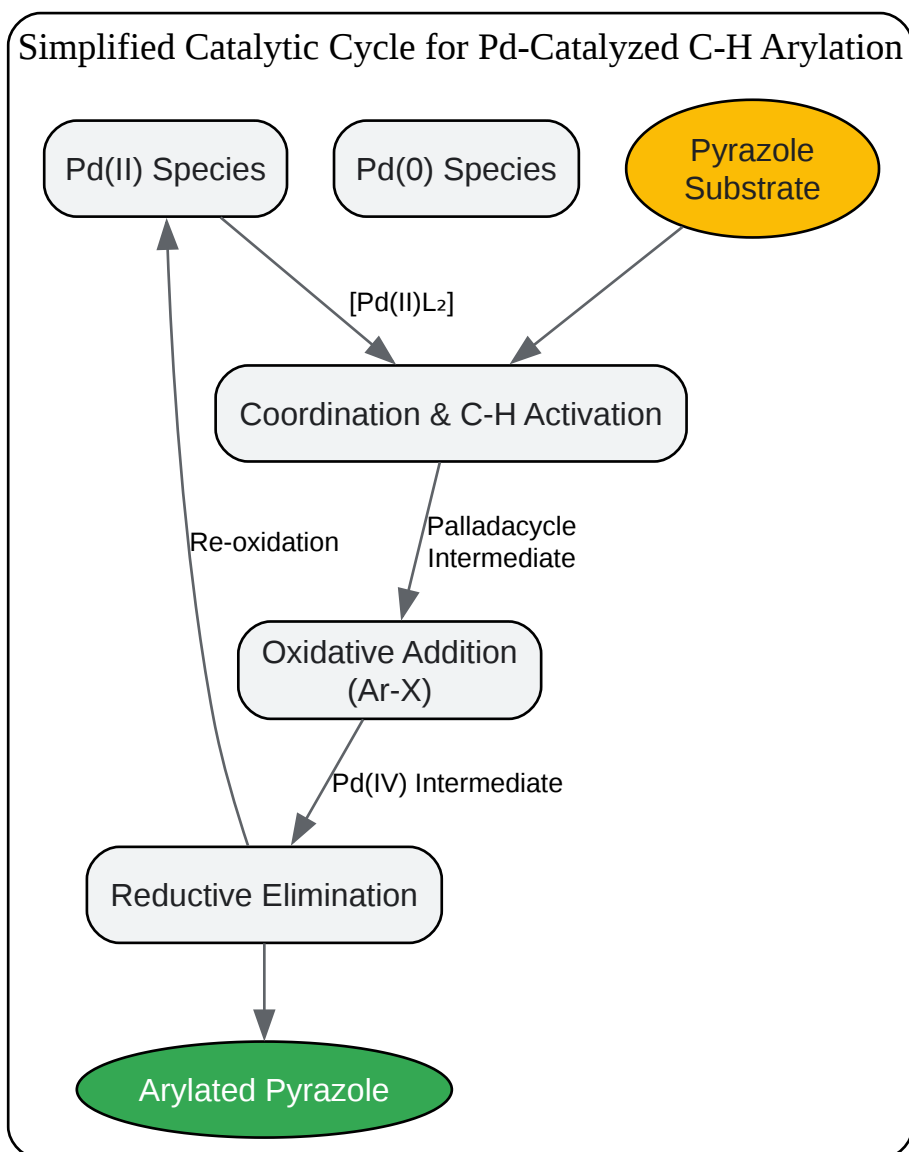 Simplified Catalytic Cycle for Pd-Catalyzed C-H Arylation
Pd(II) Species
Pd(0) Species
Pyrazole
Substrate
[Pd(II)L₂]
Coordination & C-H Activation
Re-oxidation
Palladacycle
Intermediate
Oxidative Addition
(Ar-X)
Pd(IV) Intermediate
Reductive Elimination
Arylated Pyrazole